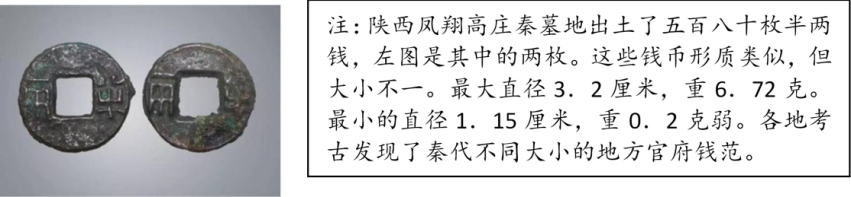 注：陕西凤翔高庄秦墓地出土了五百八十枚半两
钱，左图是其中的两枚。这些钱币形质类似，但
大小不一。最大直径 3．2 厘米，重 6．72 克。
最小的直径 1．15 厘米，重 0．2 克弱。各地考
古发现了秦代不同大小的地方官府钱范。